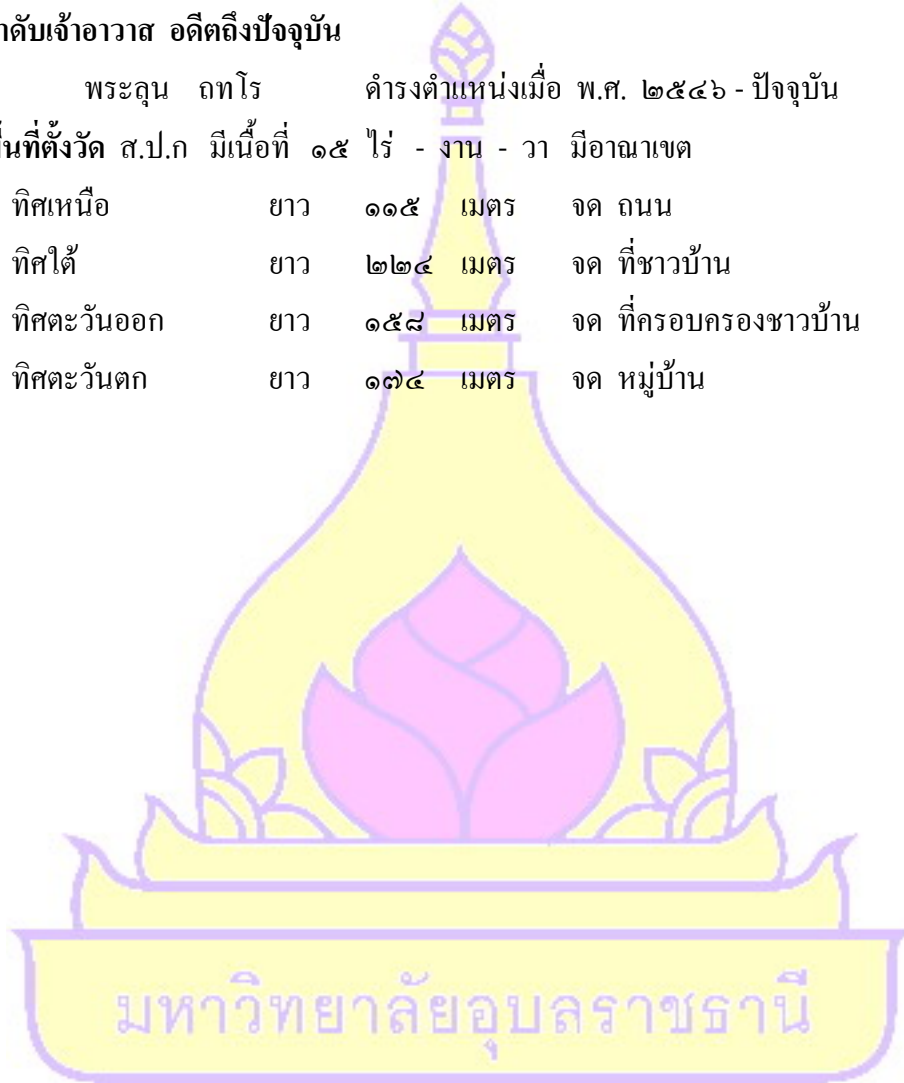 ลำดับเจ้าอาวาส อดีตถึงปัจจุบัน
พระลุน ถทโร ดำรงตำแหน่งเมื่อ พ.ศ. ๒๕๔๖ - ปัจจุบัน
พื้นที่ตั้งวัด ส.ป.ก มีเนื้อที่ ๑๕ ไร่ - งาน - วา มีอาณาเขต
ทิศเหนือ ยาว ๑๑๕ เมตร จด ถนน
ทิศใต้ ยาว ๒๒๔ เมตร จด ที่ชาวบ้าน
ทิศตะวันออก ยาว ๑๕๘ เมตร จด ที่ครอบครองชาวบ้าน
ทิศตะวันตก ยาว ๑๗๔ เมตร จด หมู่บ้าน
มหาวิทยาลัยอุบลราชธานี